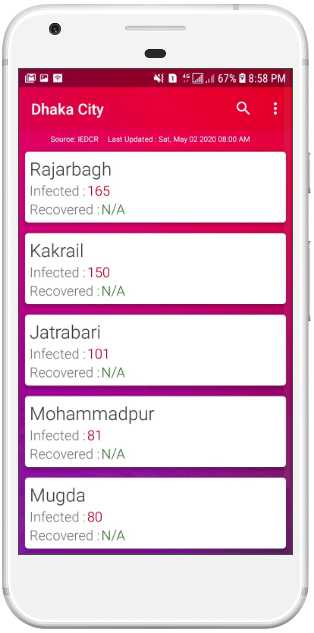 4G 67% 8:58 PM
Dhaka City
Source: IEDCR Last Updated : Sat, May 02 2020 08:00 AM
Rajarbagh
Infected :165
Recovered :N/A
Kakrail
Infected :150
Recovered :N/A
Jatrabari
Infected :101
Recovered :N/A
Mohammadpur
Infected :81
Recovered :N/A
Mugda
Infected :80
Recovered :N/A